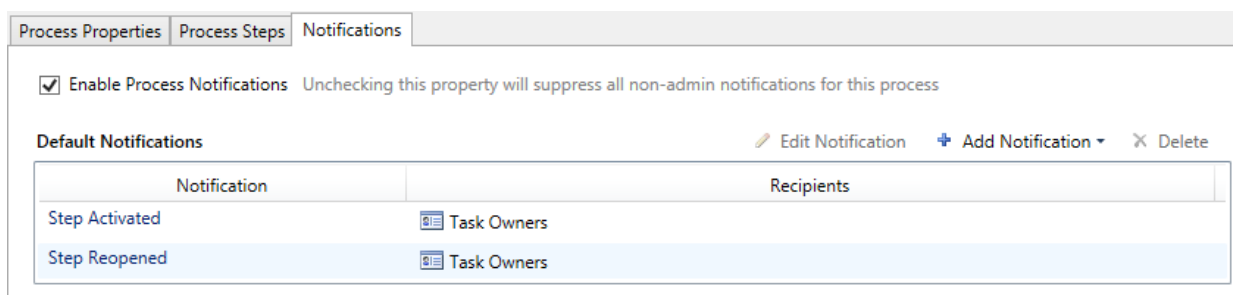 Process Properties Process Steps Notifications
Enable Process Notifications Unchecking this property will suppress all non-admin notifications for this process
Default Notifications Edit Notification Add Notification Delete
Notification Recipients
Step Activated Task Owners
Step Reopened Task Owners